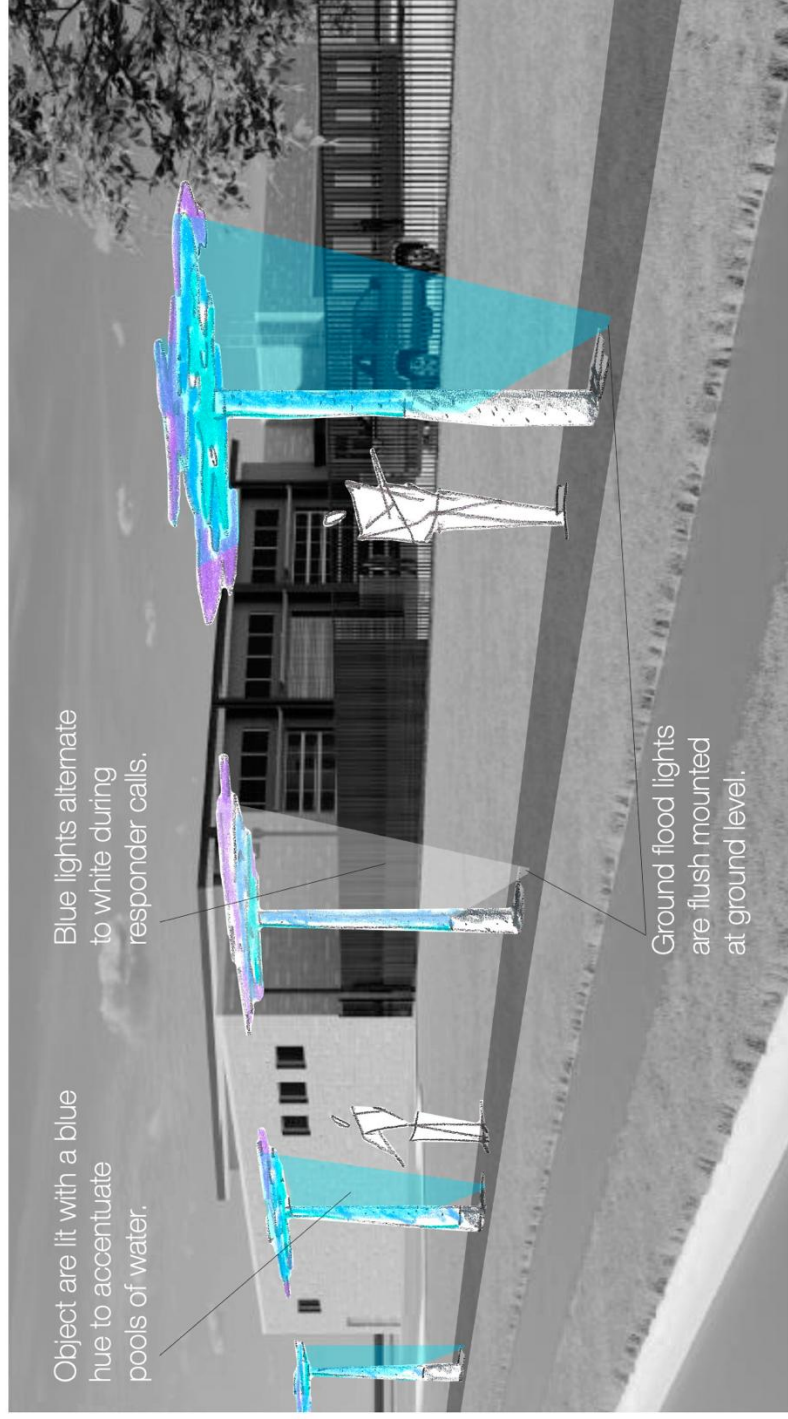 Object are lit with a blue
hue to accentuate
pools of water.
Blue lights alternate
to white during
responder calls.
Ground flood lights
are flush mounted
at ground level.